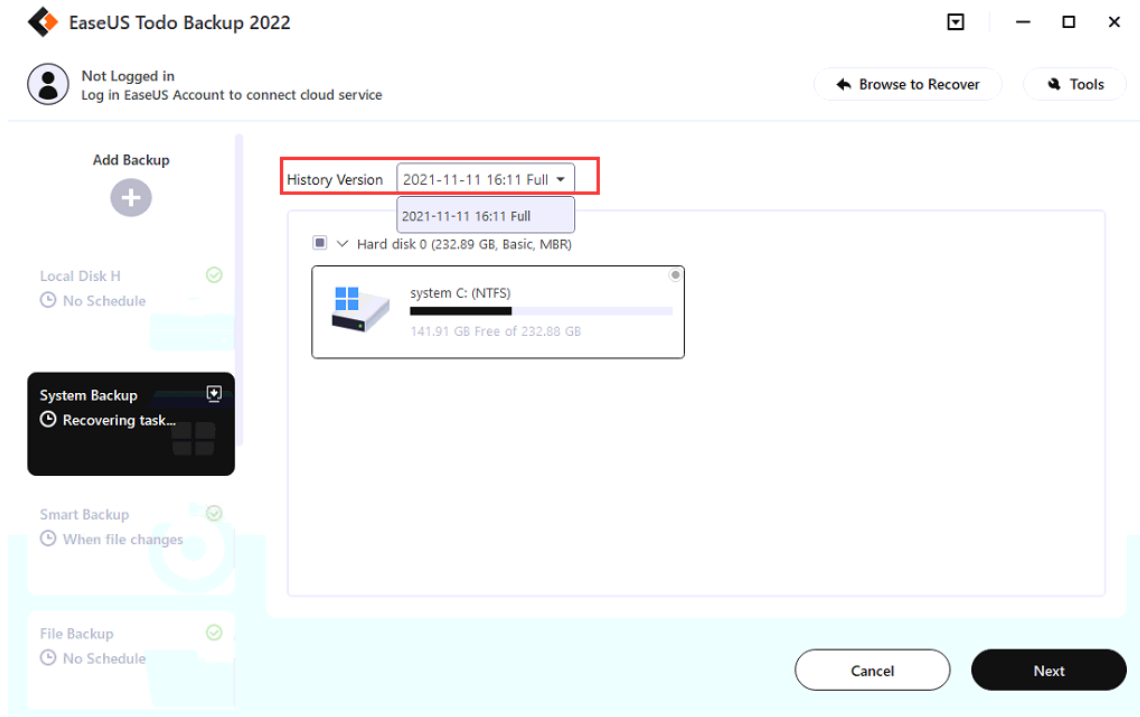 EaseUS Todo Backup 2022
Not Logged in
Log in EaseUS Account to connect cloud service
Browse to Recover
Tools
Add Backup
History Version
2021-11-11 16:11 Full
2021-11-11 16:11 Full
Hard disk 0 (232.89 GB, Basic, MBR)
system C: (NTFS)
141.91 GB Free of 232.88 GB
Local Disk H
No Schedule
System Backup
Recovering task...
Smart Backup
When file changes
File Backup
No Schedule
Cancel
Next